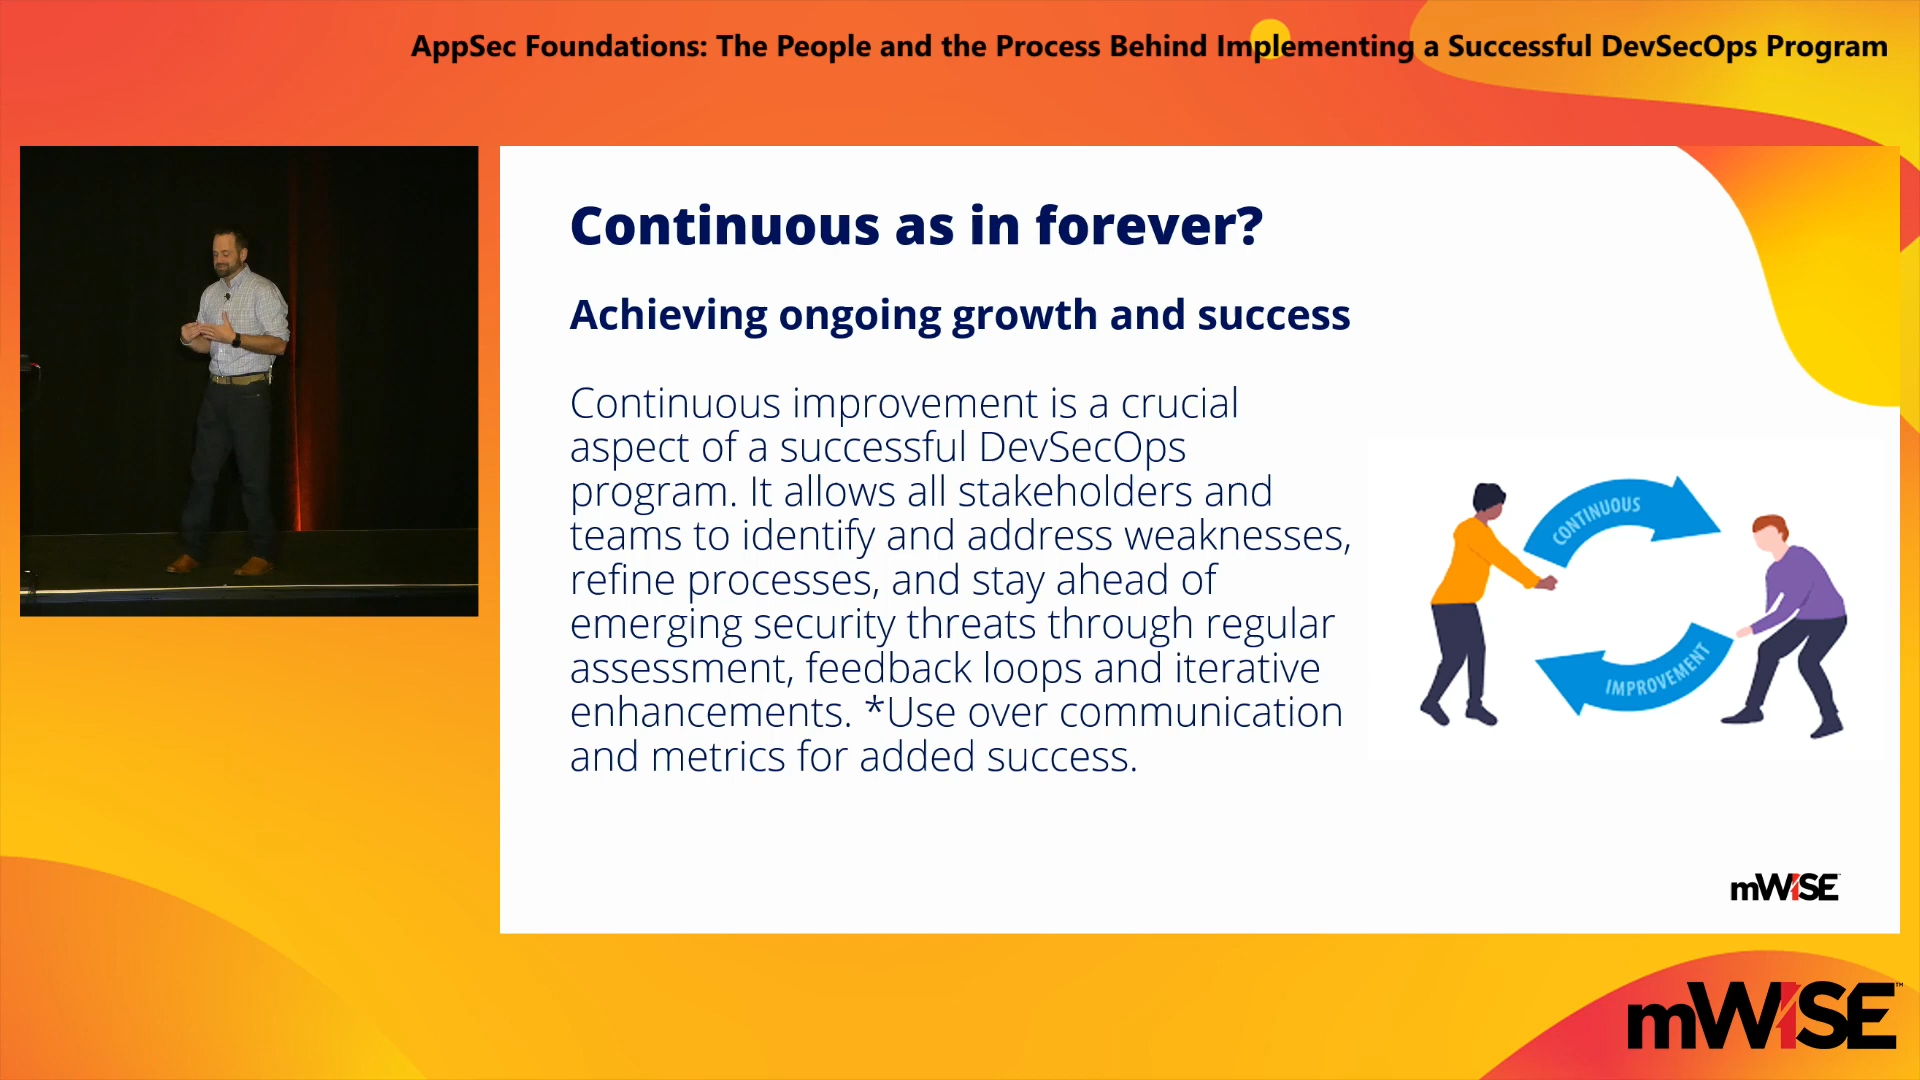 AppSec Foundations: The People and the Process Behind Implementing a Successful DevSecOps Program
Continuous as in forever?
Achieving ongoing growth and success
Continuous improvement is a crucial
aspect of a successful DevSecOps
program. It allows all stakeholders and
teams to identify and address weaknesses,
refine processes, and stay ahead of
emerging security threats through regular
assessment, feedback loops and iterative
enhancements. *Use over communication
and metrics for added success.
CONTINUOUS
IMPROVEMENT
mWISE
mWISE™